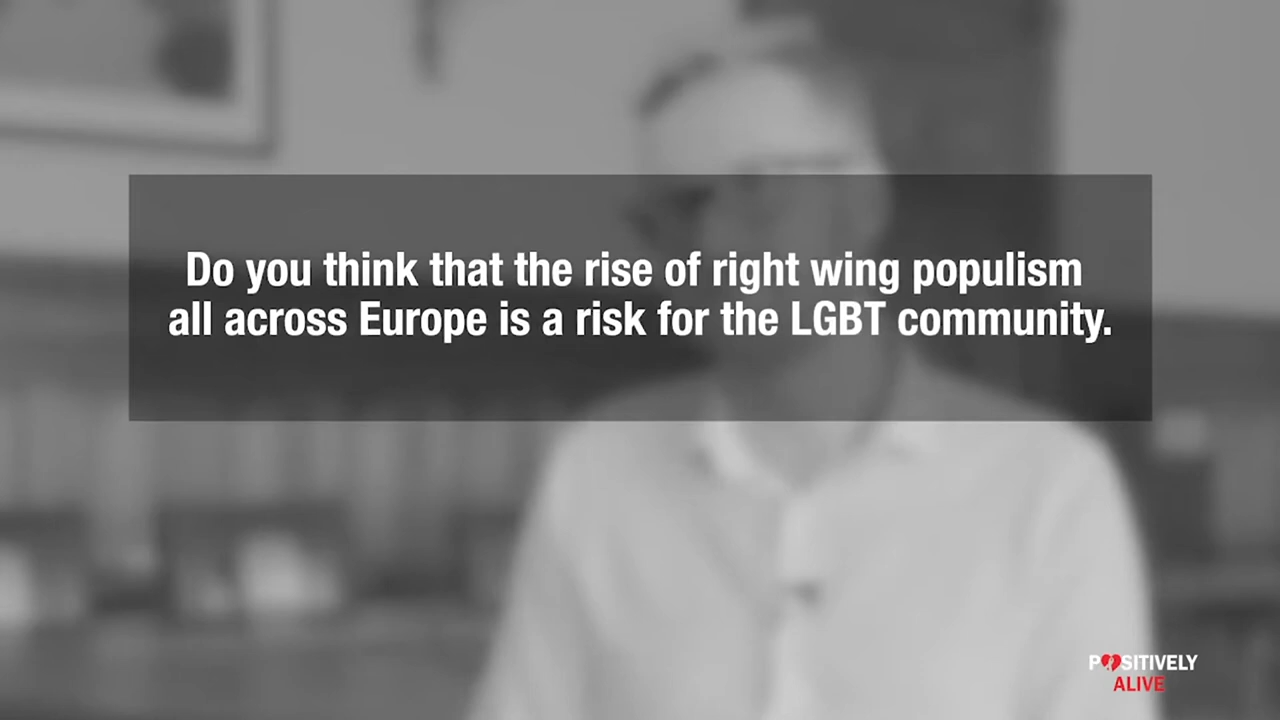 Do you think that the rise of right wing populism
all across Europe is a risk for the LGBT community.
POSITIVELY
ALIVE